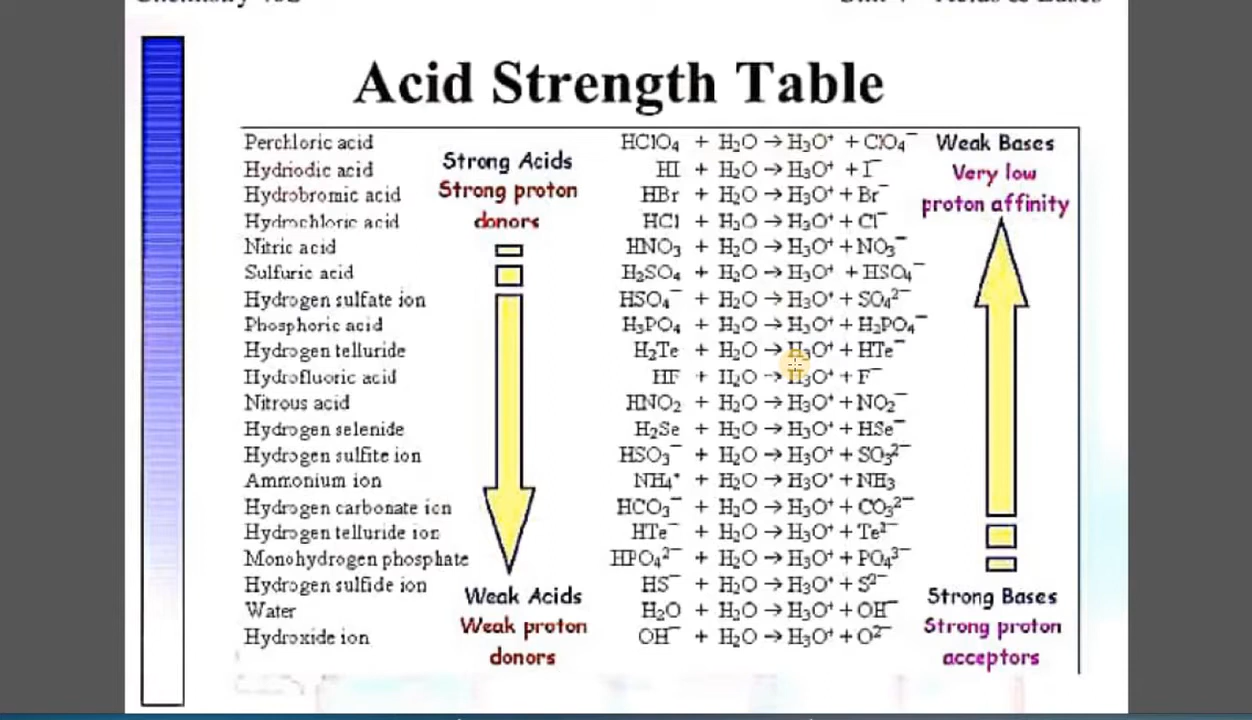 Acid Strength Table
Perchloric acid HClO₄ + H₂O → H₃O⁺ + ClO₄⁻
Hydriodic acid HI + H₂O → H₃O⁺ + I⁻
Hydrobromic acid HBr + H₂O → H₃O⁺ + Br⁻
Hydrochloric acid HCl + H₂O → H₃O⁺ + Cl⁻
Nitric acid HNO₃ + H₂O → H₃O⁺ + NO₃⁻
Sulfuric acid H₂SO₄ + H₂O → H₃O⁺ + HSO₄⁻
Hydrogen sulfate ion HSO₄⁻ + H₂O → H₃O⁺ + SO₄²⁻
Phosphoric acid H₃PO₄ + H₂O → H₃O⁺ + H₂PO₄⁻
Hydrogen telluride H₂Te + H₂O → H₃O⁺ + HTe⁻
Hydrofluoric acid HF + H₂O → H₃O⁺ + F⁻
Nitrous acid HNO₂ + H₂O → H₃O⁺ + NO₂⁻
Hydrogen selenide H₂Se + H₂O → H₃O⁺ + HSe⁻
Hydrogen sulfite ion HSO₃⁻ + H₂O → H₃O⁺ + SO₃²⁻
Ammonium ion NH₄⁺ + H₂O → H₃O⁺ + NH₃
Hydrogen carbonate ion HCO₃⁻ + H₂O → H₃O⁺ + CO₃²⁻
Hydrogen telluride ion HTe⁻ + H₂O → H₃O⁺ + Te²⁻
Monohydrogen phosphate HPO₄²⁻ + H₂O → H₃O⁺ + PO₄³⁻
Hydrogen sulfide ion HS⁻ + H₂O → H₃O⁺ + S²⁻
Water H₂O + H₂O → H₃O⁺ + OH⁻
Hydroxide ion OH⁻ + H₂O → H₃O⁺ + O²⁻
Strong Acids
Strong proton
donors
Weak Acids
Weak proton
donors
Weak Bases
Very low
proton affinity
Strong Bases
Strong proton
acceptors